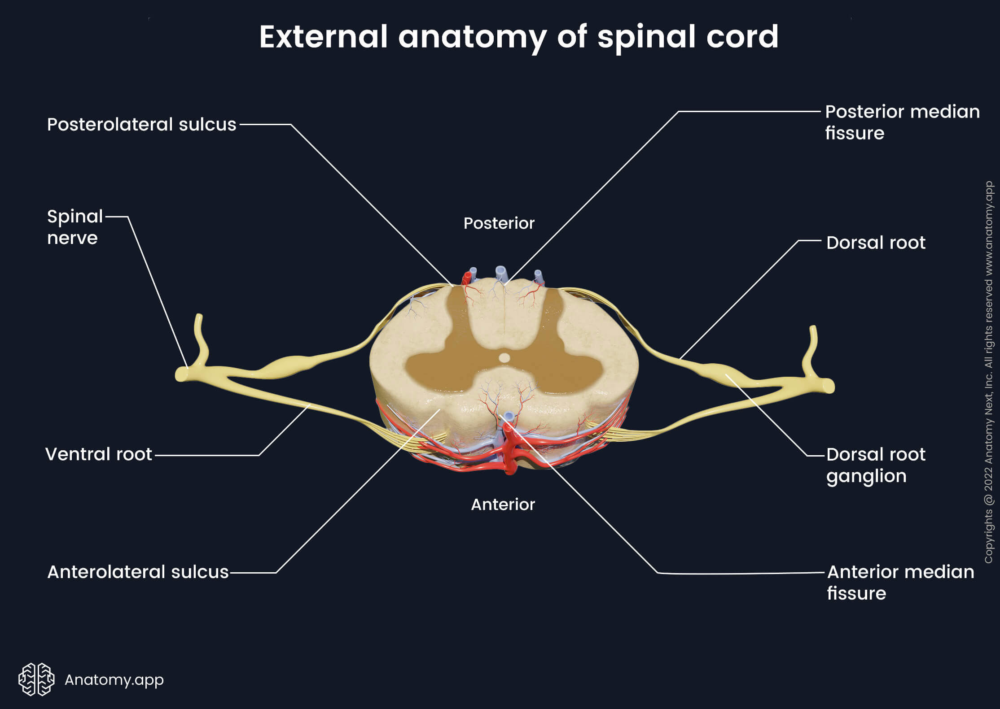 External anatomy of spinal cord
Posterolateral sulcus
Posterior median
fissure
Spinal
nerve
Posterior
Dorsal root
Ventral root
Dorsal root
ganglion
Anterior
Anterolateral sulcus
Anterior median
fissure
Copyrights @ 2022 Anatomy Next, Inc. All rights reserved www.anatomy.app
Anatomy.app